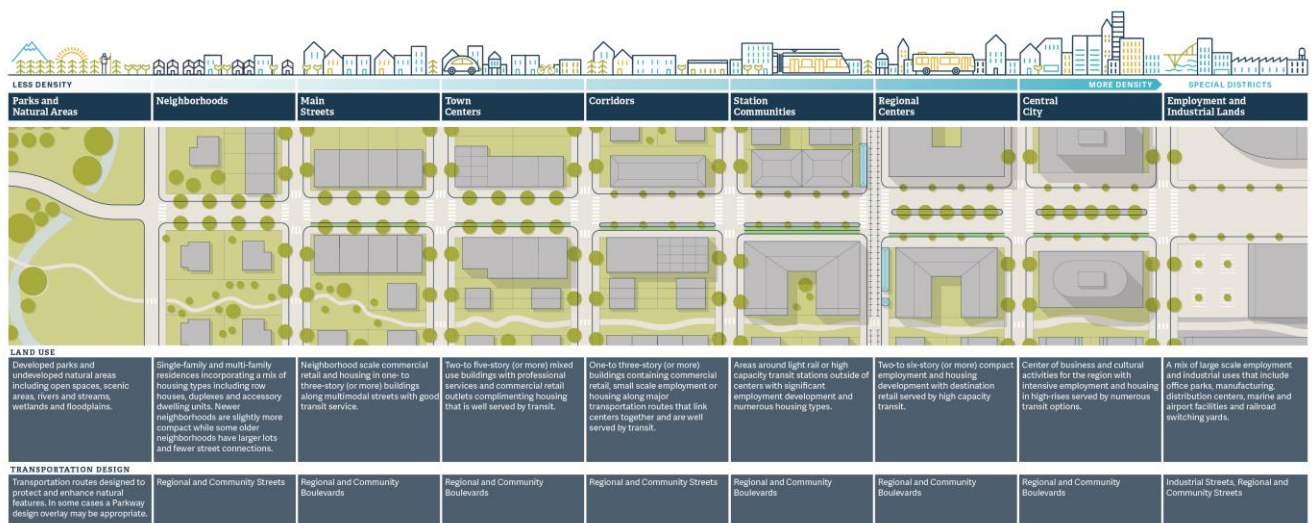 LESS DENSITY
MORE DENSITY
SPECIAL DISTRICTS
Parks and
Natural Areas
Neighborhoods
Main
Streets
Town
Centers
Corridors
Station
Communities
Regional
Centers
Central
City
Employment and
Industrial Lands
LAND USE
Developed parks and
undeveloped natural areas
including open spaces, scenic
areas, rivers and streams,
wetlands and floodplains.
Single-family and multi-family
residences incorporating a mix of
housing types including row
houses, duplexes and accessory
dwelling units. Newer
neighborhoods are slightly more
compact while some older
neighborhoods have larger lots
and fewer street connections.
Neighborhood scale commercial
retail and housing in one- to
three-story (or more) buildings
along multimodal streets with good
transit service.
Two-to five-story (or more) mixed
use buildings with professional
services and commercial retail
outlets complimenting housing
that is well served by transit.
One-to three-story (or more)
buildings containing commercial
retail, small scale employment or
housing along major
transportation routes that link
centers together and are well
served by transit.
Areas around light rail or high
capacity transit stations outside of
centers with significant
employment development and
numerous housing types.
Two-to six-story (or more) compact
employment and housing
development with destination
retail served by high capacity
transit.
Center of business and cultural
activities for the region with
intensive employment and housing
in high-rises served by numerous
transit options.
A mix of large scale employment
and industrial uses that include
office parks, manufacturing,
distribution centers, marine and
airport facilities and railroad
switching yards.
TRANSPORTATION DESIGN
Transportation routes designed to
protect and enhance natural
features. In some cases a Parkway
design overlay may be appropriate.
Regional and Community Streets
Regional and Community
Boulevards
Regional and Community
Boulevards
Regional and Community Streets
Regional and Community
Boulevards
Regional and Community
Boulevards
Regional and Community
Boulevards
Industrial Streets, Regional and
Community Streets